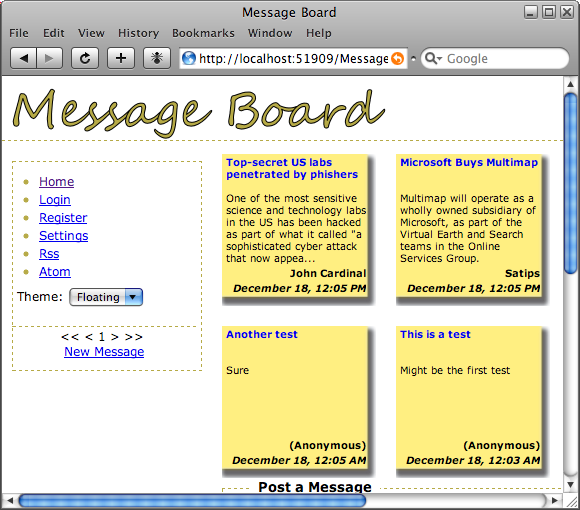 Message Board
File Edit View History Bookmarks Window Help
http://localhost:51909/Message
Google
Message Board
Home
Login
Register
Settings
Rss
Atom
Theme: Floating
<< < 1 > >>
New Message
Top-secret US labs
penetrated by phishers
One of the most sensitive
science and technology labs
in the US has been hacked
as part of what it called "a
sophisticated cyber attack
that now appea...
John Cardinal
December 18, 12:05 PM
Microsoft Buys Multimap
Multimap will operate as a
wholly owned subsidiary of
Microsoft, as part of the
Virtual Earth and Search
teams in the Online
Services Group.
Satips
December 18, 12:05 PM
Another test
Sure
(Anonymous)
December 18, 12:05 AM
This is a test
Might be the first test
(Anonymous)
December 18, 12:03 AM
Post a Message